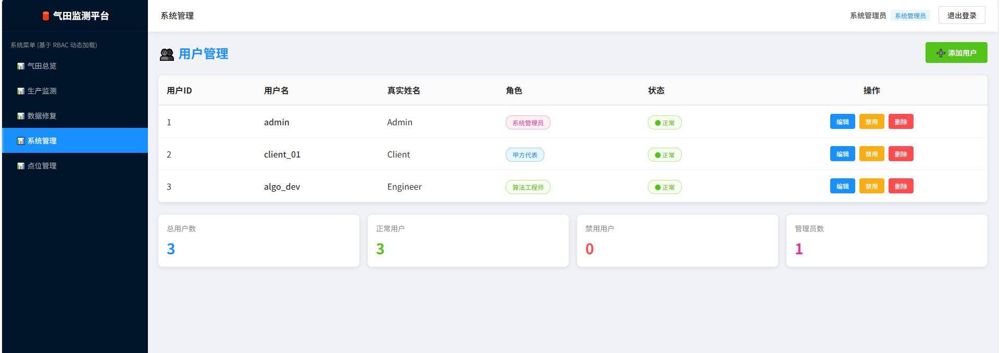 气田监测平台
系统菜单 (基于 RBAC 动态加载)
气田总览
生产监测
数据修复
系统管理
点位管理
系统管理
系统管理员 系统管理员 退出登录
用户管理
添加用户
用户ID 用户名 真实姓名 角色 状态 操作
1 admin Admin 系统管理员 正常 编辑 禁用 删除
2 client_01 Client 甲方代表 正常 编辑 禁用 删除
3 algo_dev Engineer 算法工程师 正常 编辑 禁用 删除
总用户数
3
正常用户
3
禁用用户
0
管理员数
1